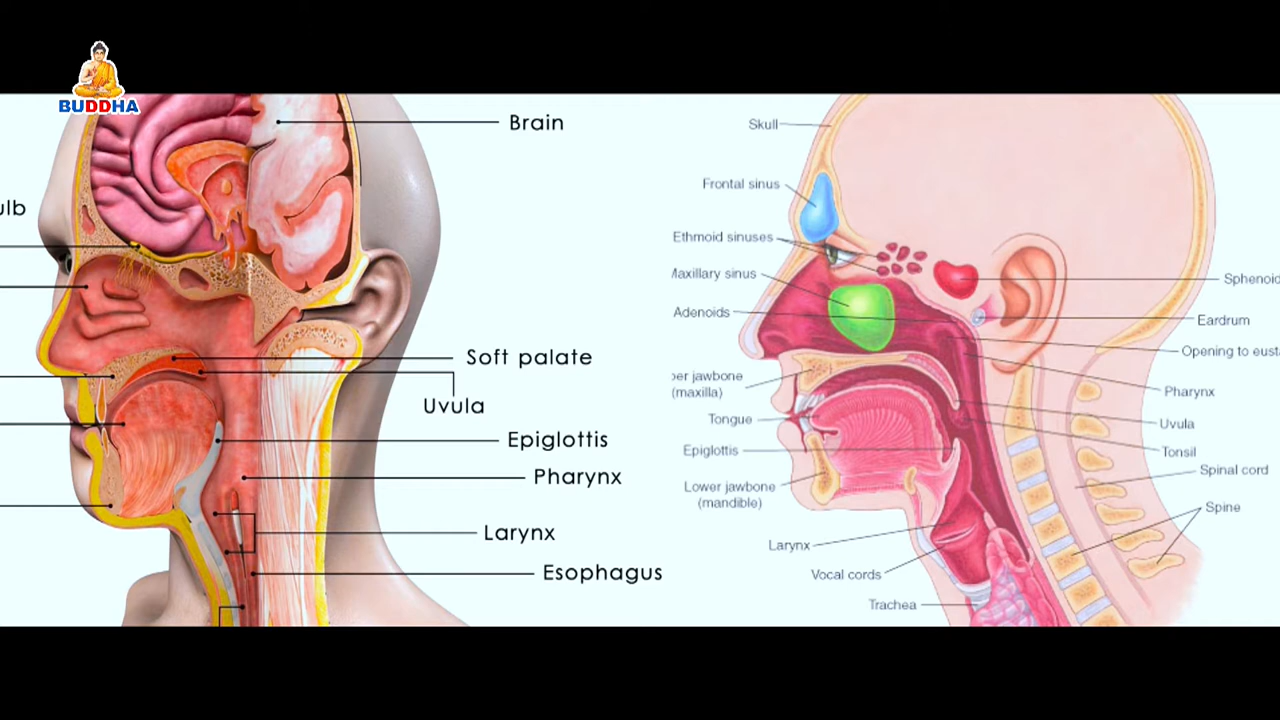 BUDDHA
Brain
Soft palate
Uvula
Epiglottis
Pharynx
Larynx
Esophagus
Skull
Frontal sinus
Ethmoid sinuses
Maxillary sinus
Adenoids
jawbone
(maxilla)
Tongue
Epiglottis
Lower jawbone
(mandible)
Larynx
Vocal cords
Trachea
Sphenoid
Eardrum
Opening to eust
Pharynx
Uvula
Tonsil
Spinal cord
Spine